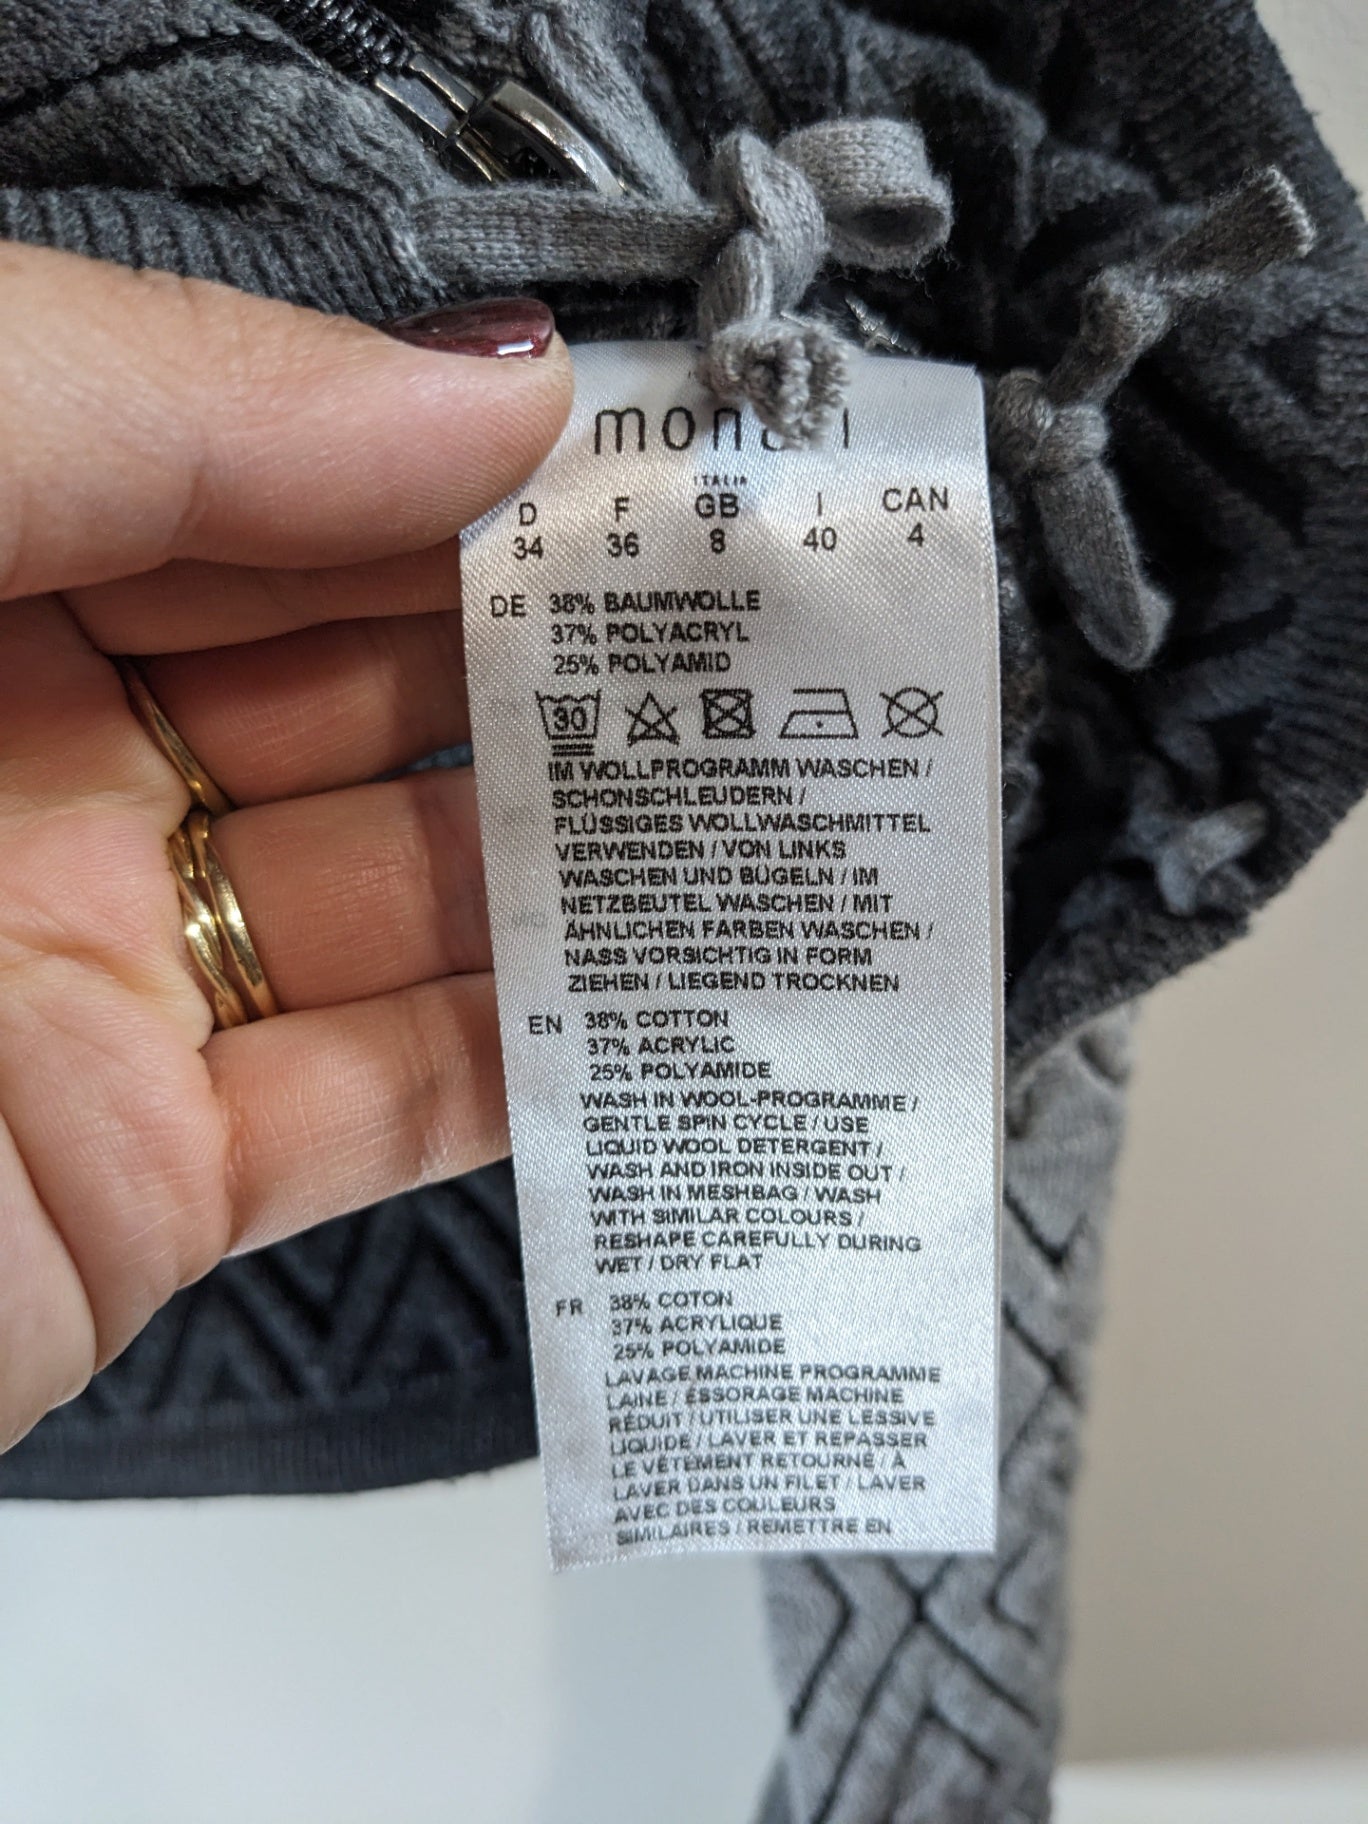 ITALIA
D F GB I CAN
34 36 8 40 4
DE 38% BAUMWOLLE
37% POLYACRYL
25% POLYAMID
30
IM WOLLPROGRAMM WASCHEN /
SCHONSCHLEUDERN /
FLÜSSIGES WOLLWASCHMITTEL
VERWENDEN / VON LINKS
WASCHEN UND BÜGELN / IM
NETZBEUTEL WASCHEN / MIT
ÄHNLICHEN FARBEN WASCHEN /
NASS VORSICHTIG IN FORM
ZIEHEN / LIEGEND TROCKNEN
EN 38% COTTON
37% ACRYLIC
25% POLYAMIDE
WASH IN WOOL-PROGRAMME /
GENTLE SPIN CYCLE / USE
LIQUID WOOL DETERGENT /
WASH AND IRON INSIDE OUT /
WASH IN MESHBAG / WASH
WITH SIMILAR COLOURS /
RESHAPE CAREFULLY DURING
WET / DRY FLAT
FR 38% COTON
37% ACRYLIQUE
25% POLYAMIDE
LAVAGE MACHINE PROGRAMME
LAINE / ESSORAGE MACHINE
RÉDUIT / UTILISER UNE LESSIVE
LIQUIDE / LAVER ET REPASSER
LE VÊTEMENT RETOURNÉ / À
LAVER DANS UN FILET / LAVER
AVEC DES COULEURS
SIMILAIRES / REMETTRE EN